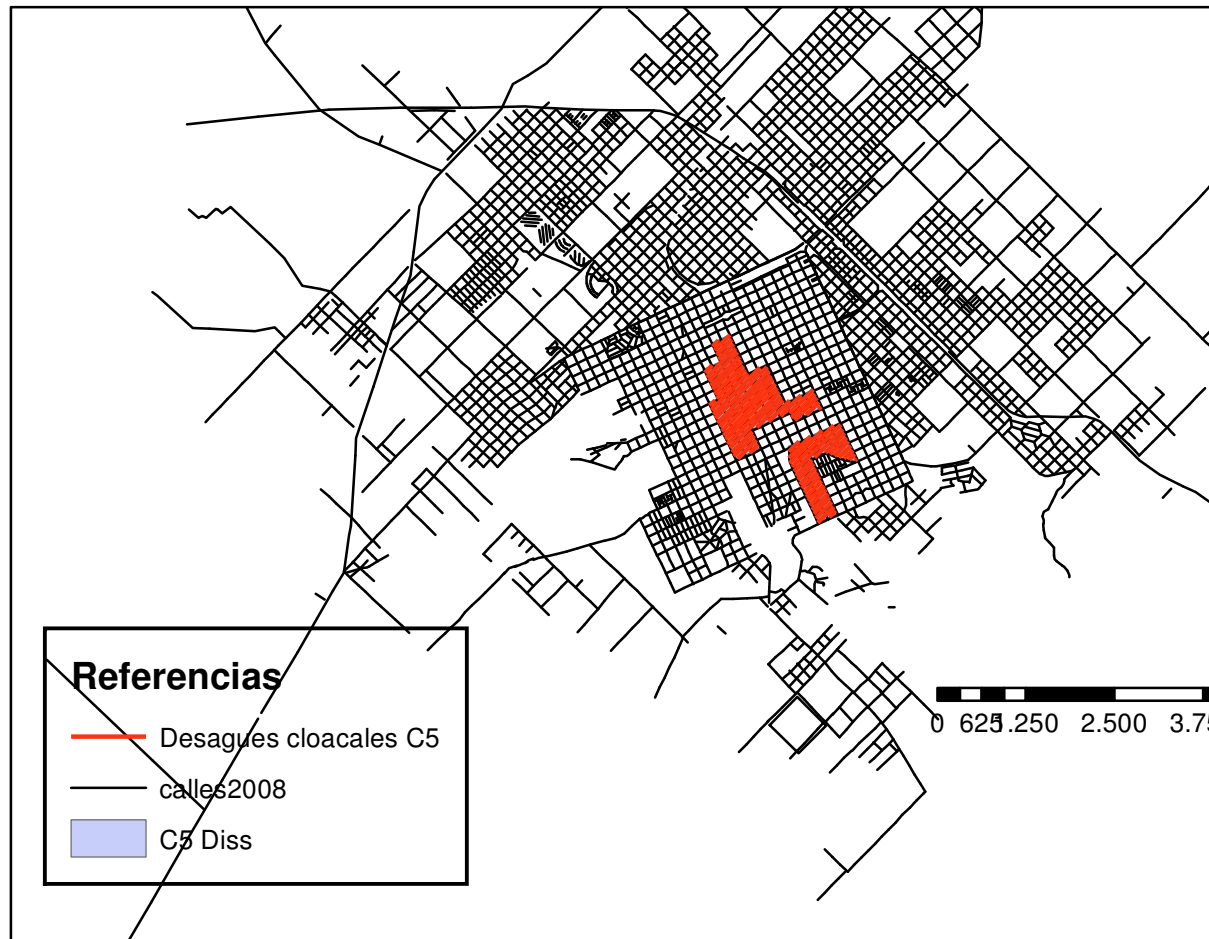 Referencias
Desagues cloacales C5
calles2008
C5 Diss
0 625 1.250 2.500 3.75